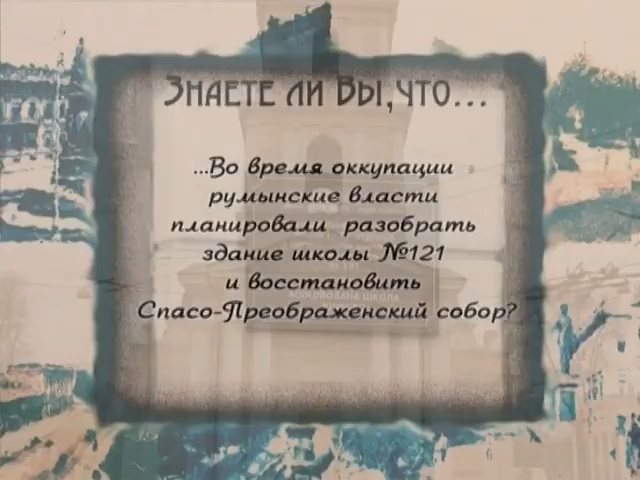 Знаете ли Вы, что...
...Во время оккупации
румынские власти
планировали разобрать
здание школы №121
и восстановить
Спасо-Преображенский собор?